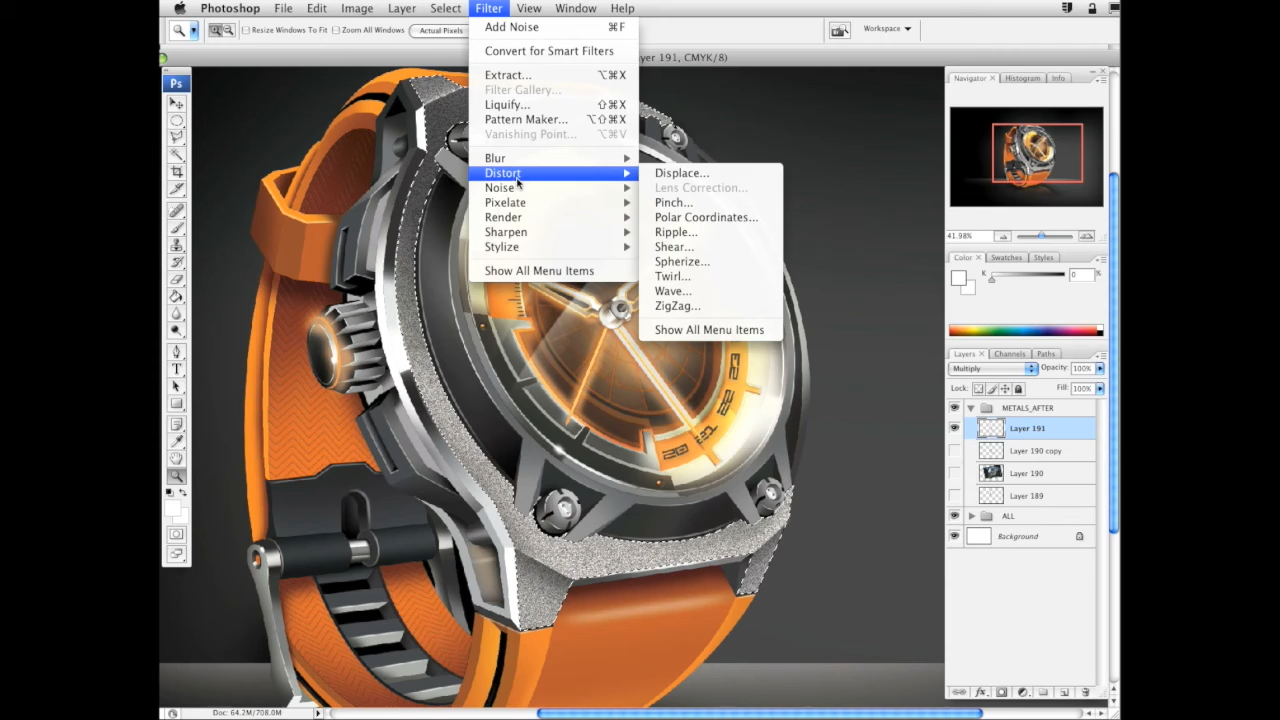 Photoshop File Edit Image Layer Select Filter View Window Help
Resize Windows To Fit Zoom All Windows Actual Pixels Workspace
yer 191, CMYK/8)
Add Noise ⌘F
Convert for Smart Filters
Extract... ⌥⌘X
Filter Gallery...
Liquify... ⇧⌘X
Pattern Maker... ⌥⇧⌘X
Vanishing Point... ⌥⌘V
Blur
Distort
Noise
Pixelate
Render
Sharpen
Stylize
Show All Menu Items
Displace...
Lens Correction...
Pinch...
Polar Coordinates...
Ripple...
Shear...
Spherize...
Twirl...
Wave...
ZigZag...
Show All Menu Items
Ps
T
Navigator Histogram Info
41.98%
Color Swatches Styles
K 0 %
Layers Channels Paths
Multiply Opacity: 100%
Lock: Fill: 100%
METALS_AFTER
Layer 191
Layer 190 copy
Layer 190
Layer 189
ALL
Background
fx
Doc: 64.2M/708.0M